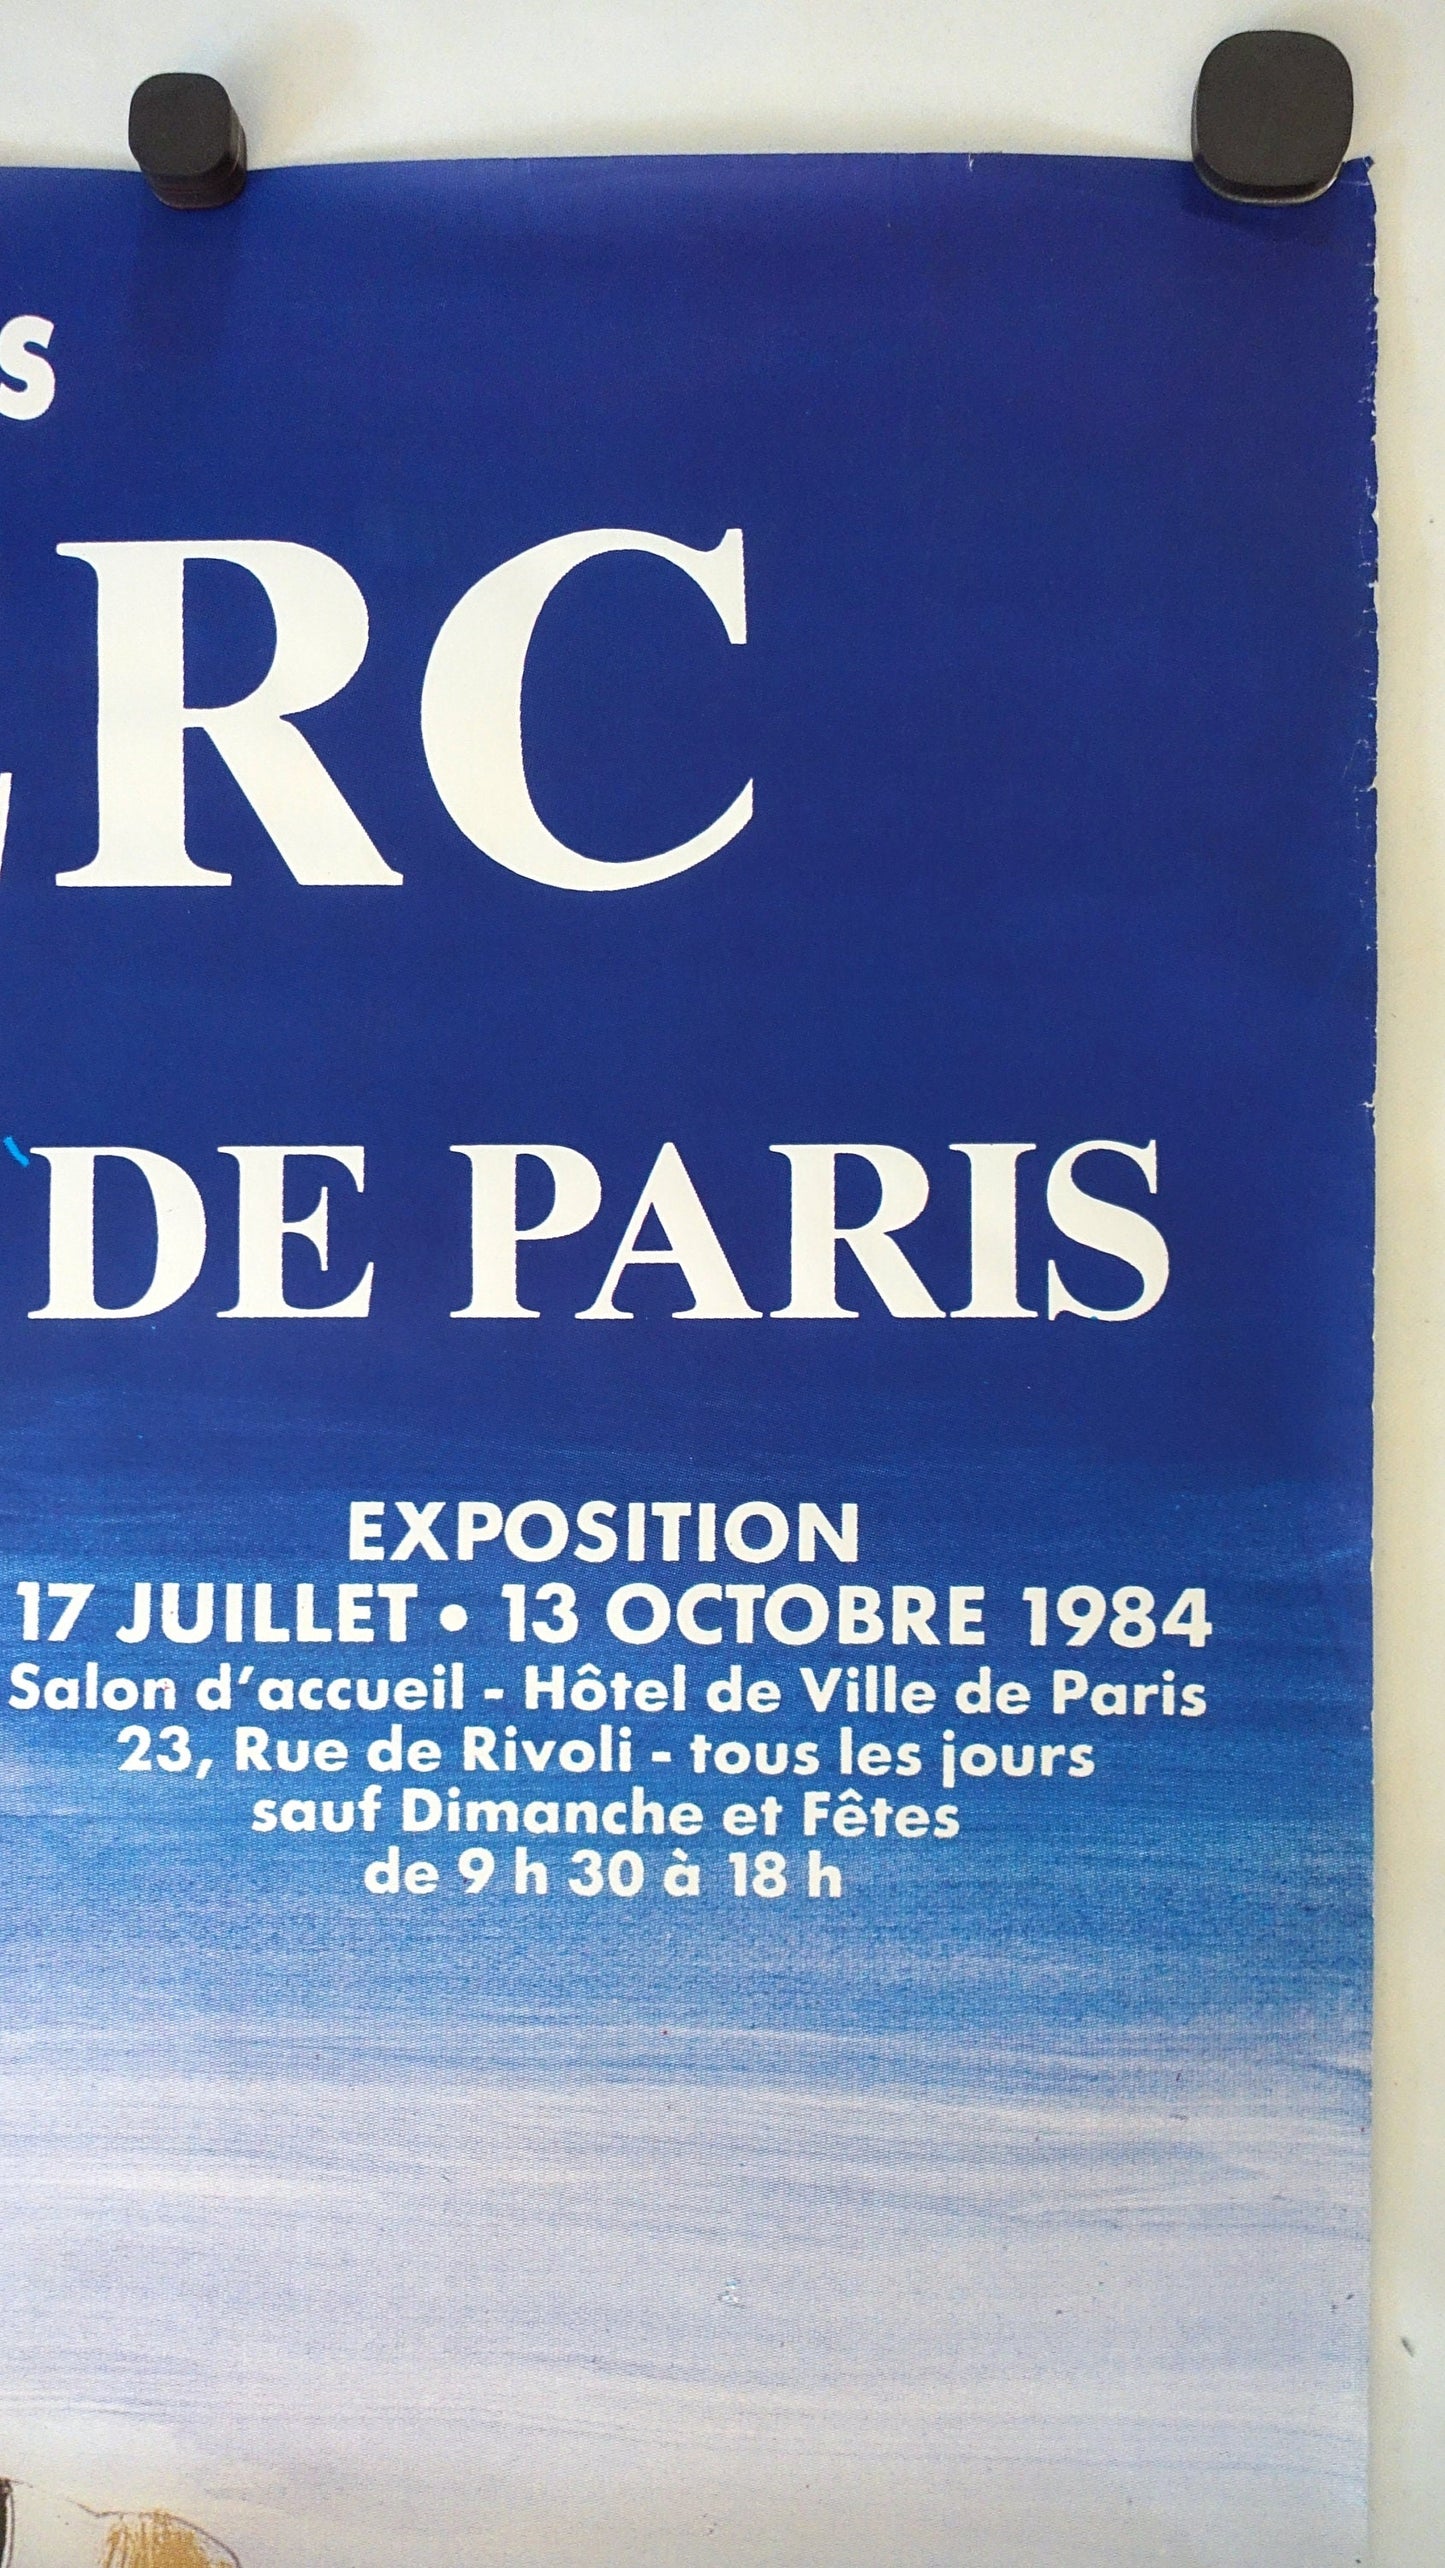 s
ERC
DE PARIS
EXPOSITION
17 JUILLET • 13 OCTOBRE 1984
Salon d'accueil - Hôtel de Ville de Paris
23, Rue de Rivoli - tous les jours
sauf Dimanche et Fêtes
de 9 h 30 à 18 h